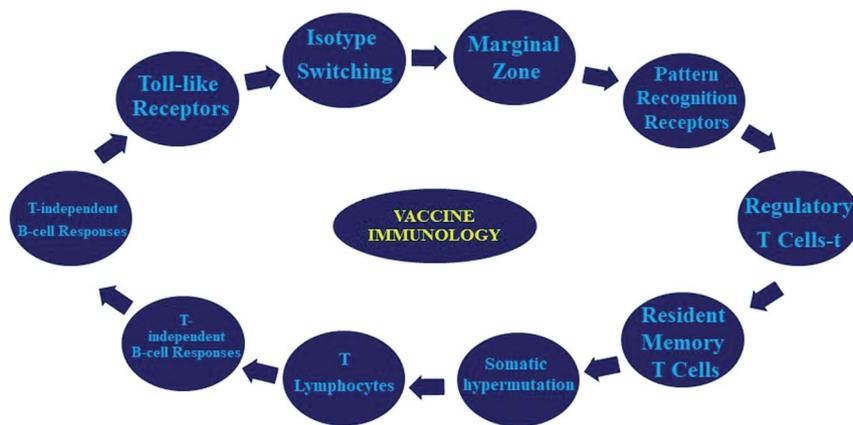 Isotype
Switching
Marginal
Zone
Toll-like
Receptors
Pattern
Recognition
Receptors
T-independent
B-cell Responses
VACCINE
IMMUNOLOGY
Regulatory
T Cells-t
T-
independent
B-cell Responses
T
Lymphocytes
Somatic
hypermutation
Resident
Memory
T Cells